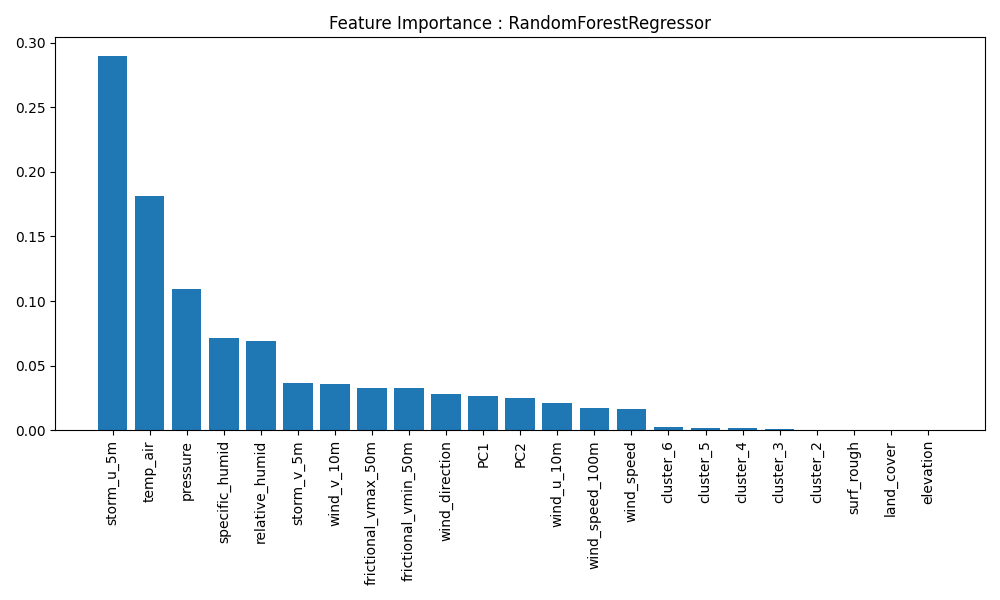 Feature Importance : RandomForestRegressor
0.30
0.25
0.20
0.15
0.10
0.05
0.00
storm_u_5m
temp_air
pressure
specific_humid
relative_humid
storm_v_5m
wind_v_10m
frictional_vmax_50m
frictional_vmin_50m
wind_direction
PC1
PC2
wind_u_10m
wind_speed_100m
wind_speed
cluster_6
cluster_5
cluster_4
cluster_3
cluster_2
surf_rough
land_cover
elevation